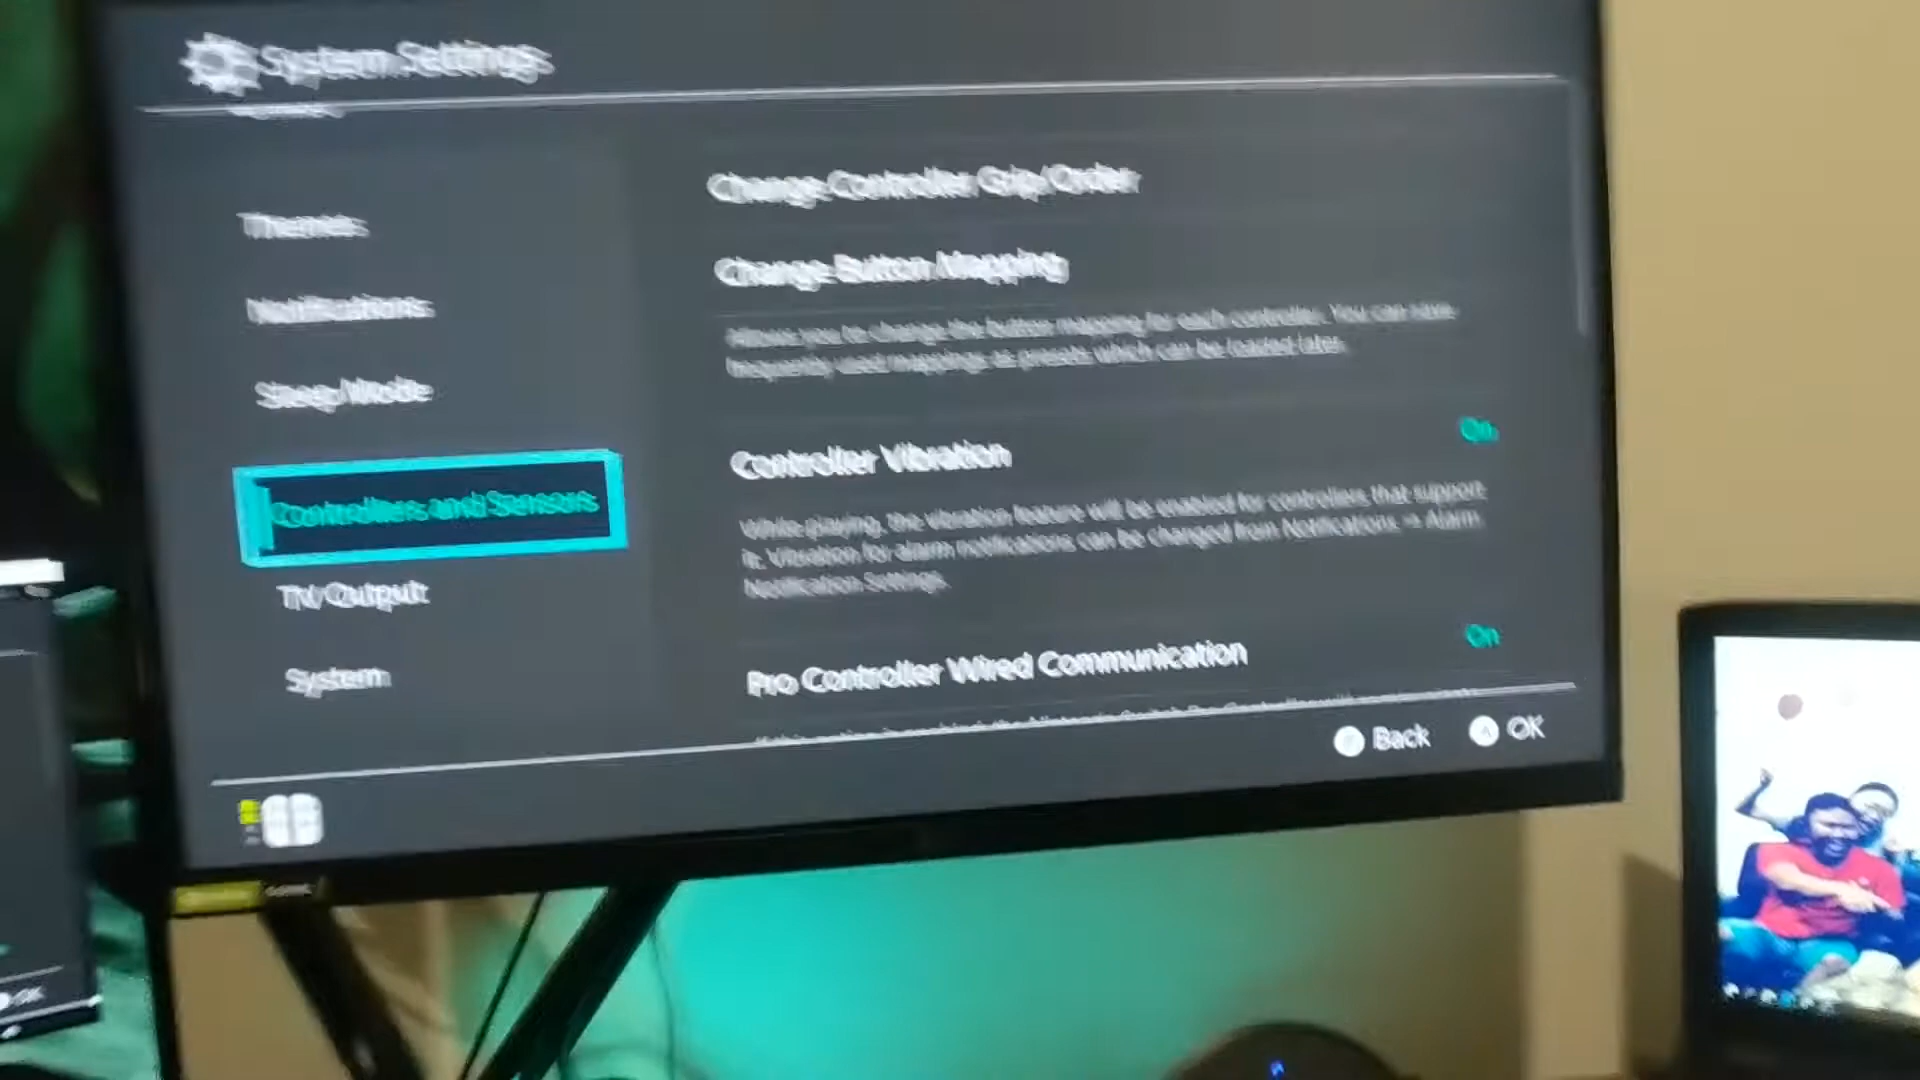 System Settings
Themes
Notifications
Sleep Mode
Controllers and Sensors
TV Output
System
Change Controller Grip/Order
Change Button Mapping
Allows you to change the button mapping for each controller. You can save
frequently used mappings as presets which can be loaded later.
Controller Vibration
On
While playing, the vibration feature will be enabled for controllers that support
it. Vibration for alarm notifications can be changed from Notifications → Alarm
Notification Settings.
Pro Controller Wired Communication
On
Back
A OK
OK